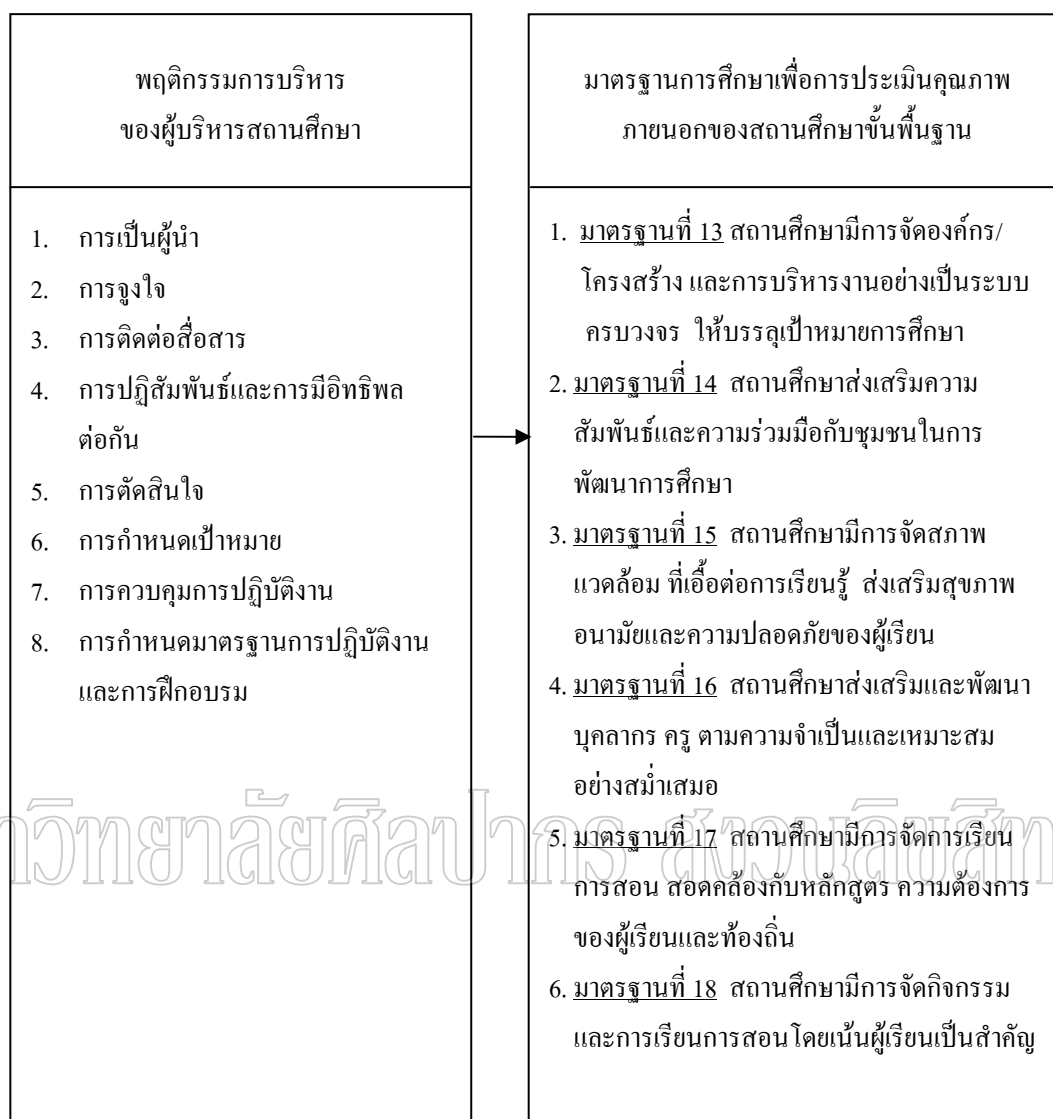 พฤติกรรมการบริหาร
ของผู้บริหารสถานศึกษา
1. การเป็นผู้นำ
2. การจูงใจ
3. การติดต่อสื่อสาร
4. การปฏิสัมพันธ์และการมีอิทธิพล
ต่อกัน
5. การตัดสินใจ
6. การกำหนดเป้าหมาย
7. การควบคุมการปฏิบัติงาน
8. การกำหนดมาตรฐานการปฏิบัติงาน
และการฝึกอบรม
มาตรฐานการศึกษาเพื่อการประเมินคุณภาพ
ภายนอกของสถานศึกษาขั้นพื้นฐาน
1. มาตรฐานที่ 13 สถานศึกษามีการจัดองค์กร/
โครงสร้าง และการบริหารงานอย่างเป็นระบบ
ครบวงจร ให้บรรลุเป้าหมายการศึกษา
2. มาตรฐานที่ 14 สถานศึกษาส่งเสริมความ
สัมพันธ์และความร่วมมือกับชุมชนในการ
พัฒนาการศึกษา
3. มาตรฐานที่ 15 สถานศึกษามีการจัดสภาพ
แวดล้อม ที่เอื้อต่อการเรียนรู้ ส่งเสริมสุขภาพ
อนามัยและความปลอดภัยของผู้เรียน
4. มาตรฐานที่ 16 สถานศึกษาส่งเสริมและพัฒนา
บุคลากร ครู ตามความจำเป็นและเหมาะสม
อย่างสม่ำเสมอ
5. มาตรฐานที่ 17 สถานศึกษามีการจัดการเรียน
การสอน สอดคล้องกับหลักสูตร ความต้องการ
ของผู้เรียนและท้องถิ่น
6. มาตรฐานที่ 18 สถานศึกษามีการจัดกิจกรรม
และการเรียนการสอนโดยเน้นผู้เรียนเป็นสำคัญ
าวิทยาลัยศิลปากร สงวนลิขสิท